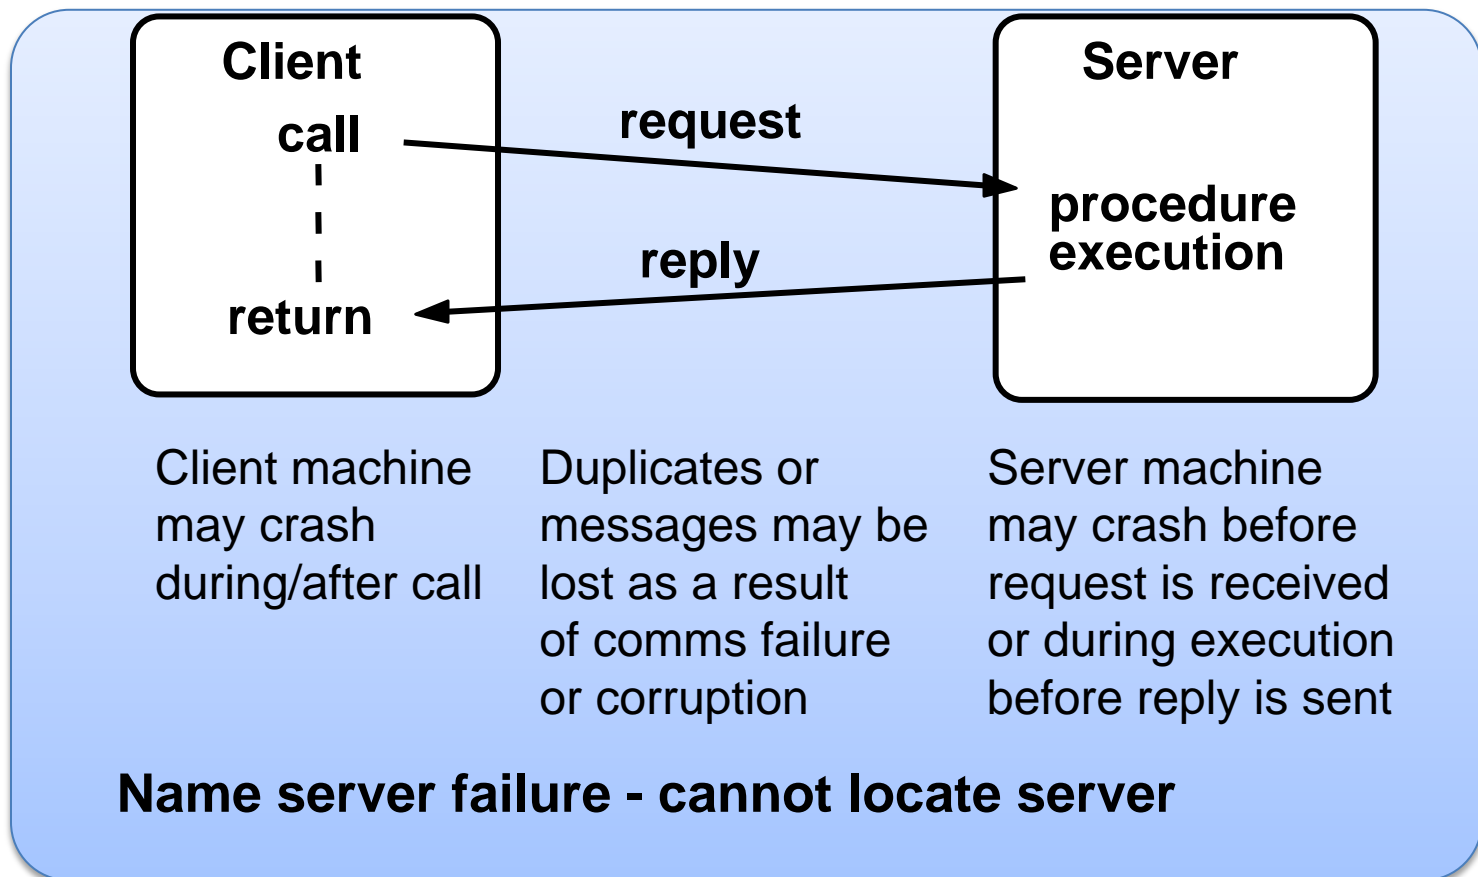 Client
call
return
request
reply
Server
procedure
execution
Client machine
may crash
during/after call
Duplicates or
messages may be
lost as a result
of comms failure
or corruption
Server machine
may crash before
request is received
or during execution
before reply is sent
Name server failure - cannot locate server